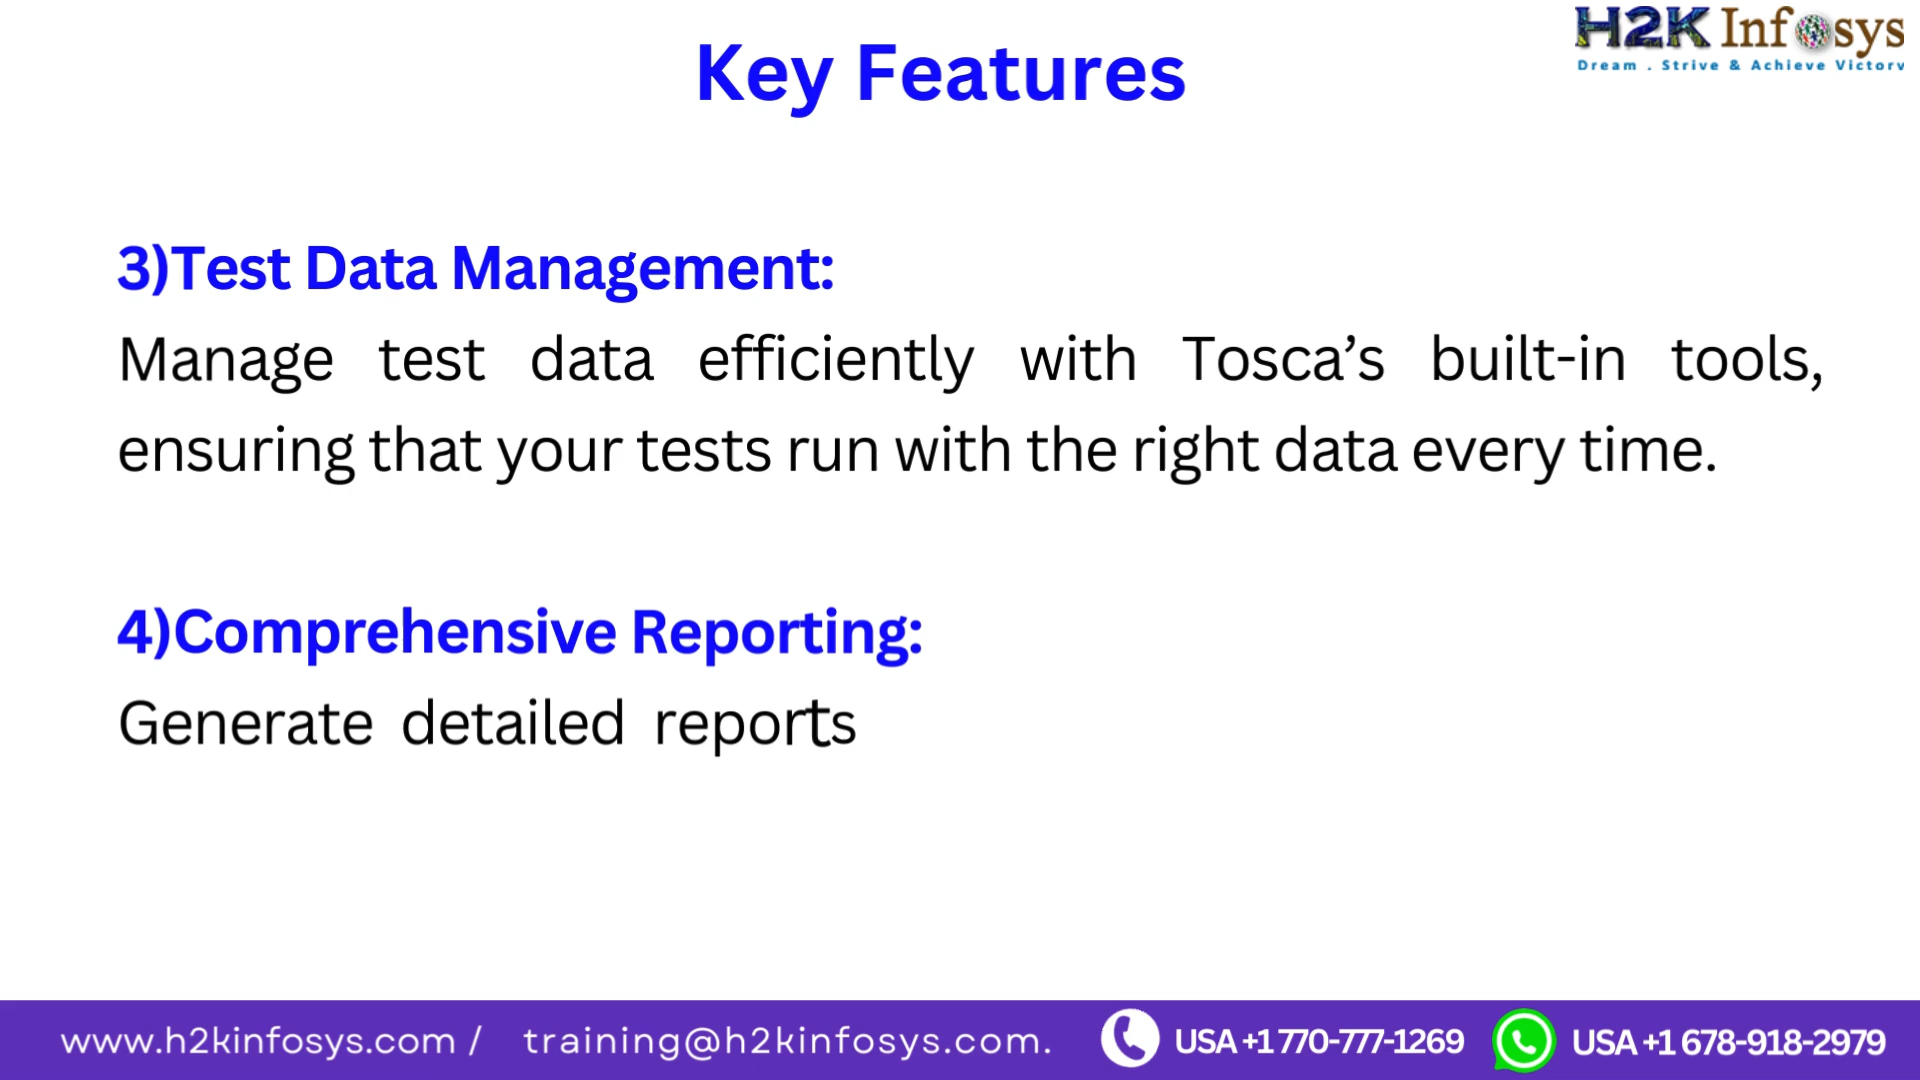 H2K Infosys
Dream . Strive & Achieve Victory
Key Features
3)Test Data Management:
Manage test data efficiently with Tosca’s built-in tools,
ensuring that your tests run with the right data every time.
4)Comprehensive Reporting:
Generate detailed reports
www.h2kinfosys.com / training@h2kinfosys.com. USA +1 770-777-1269 USA +1 678-918-2979